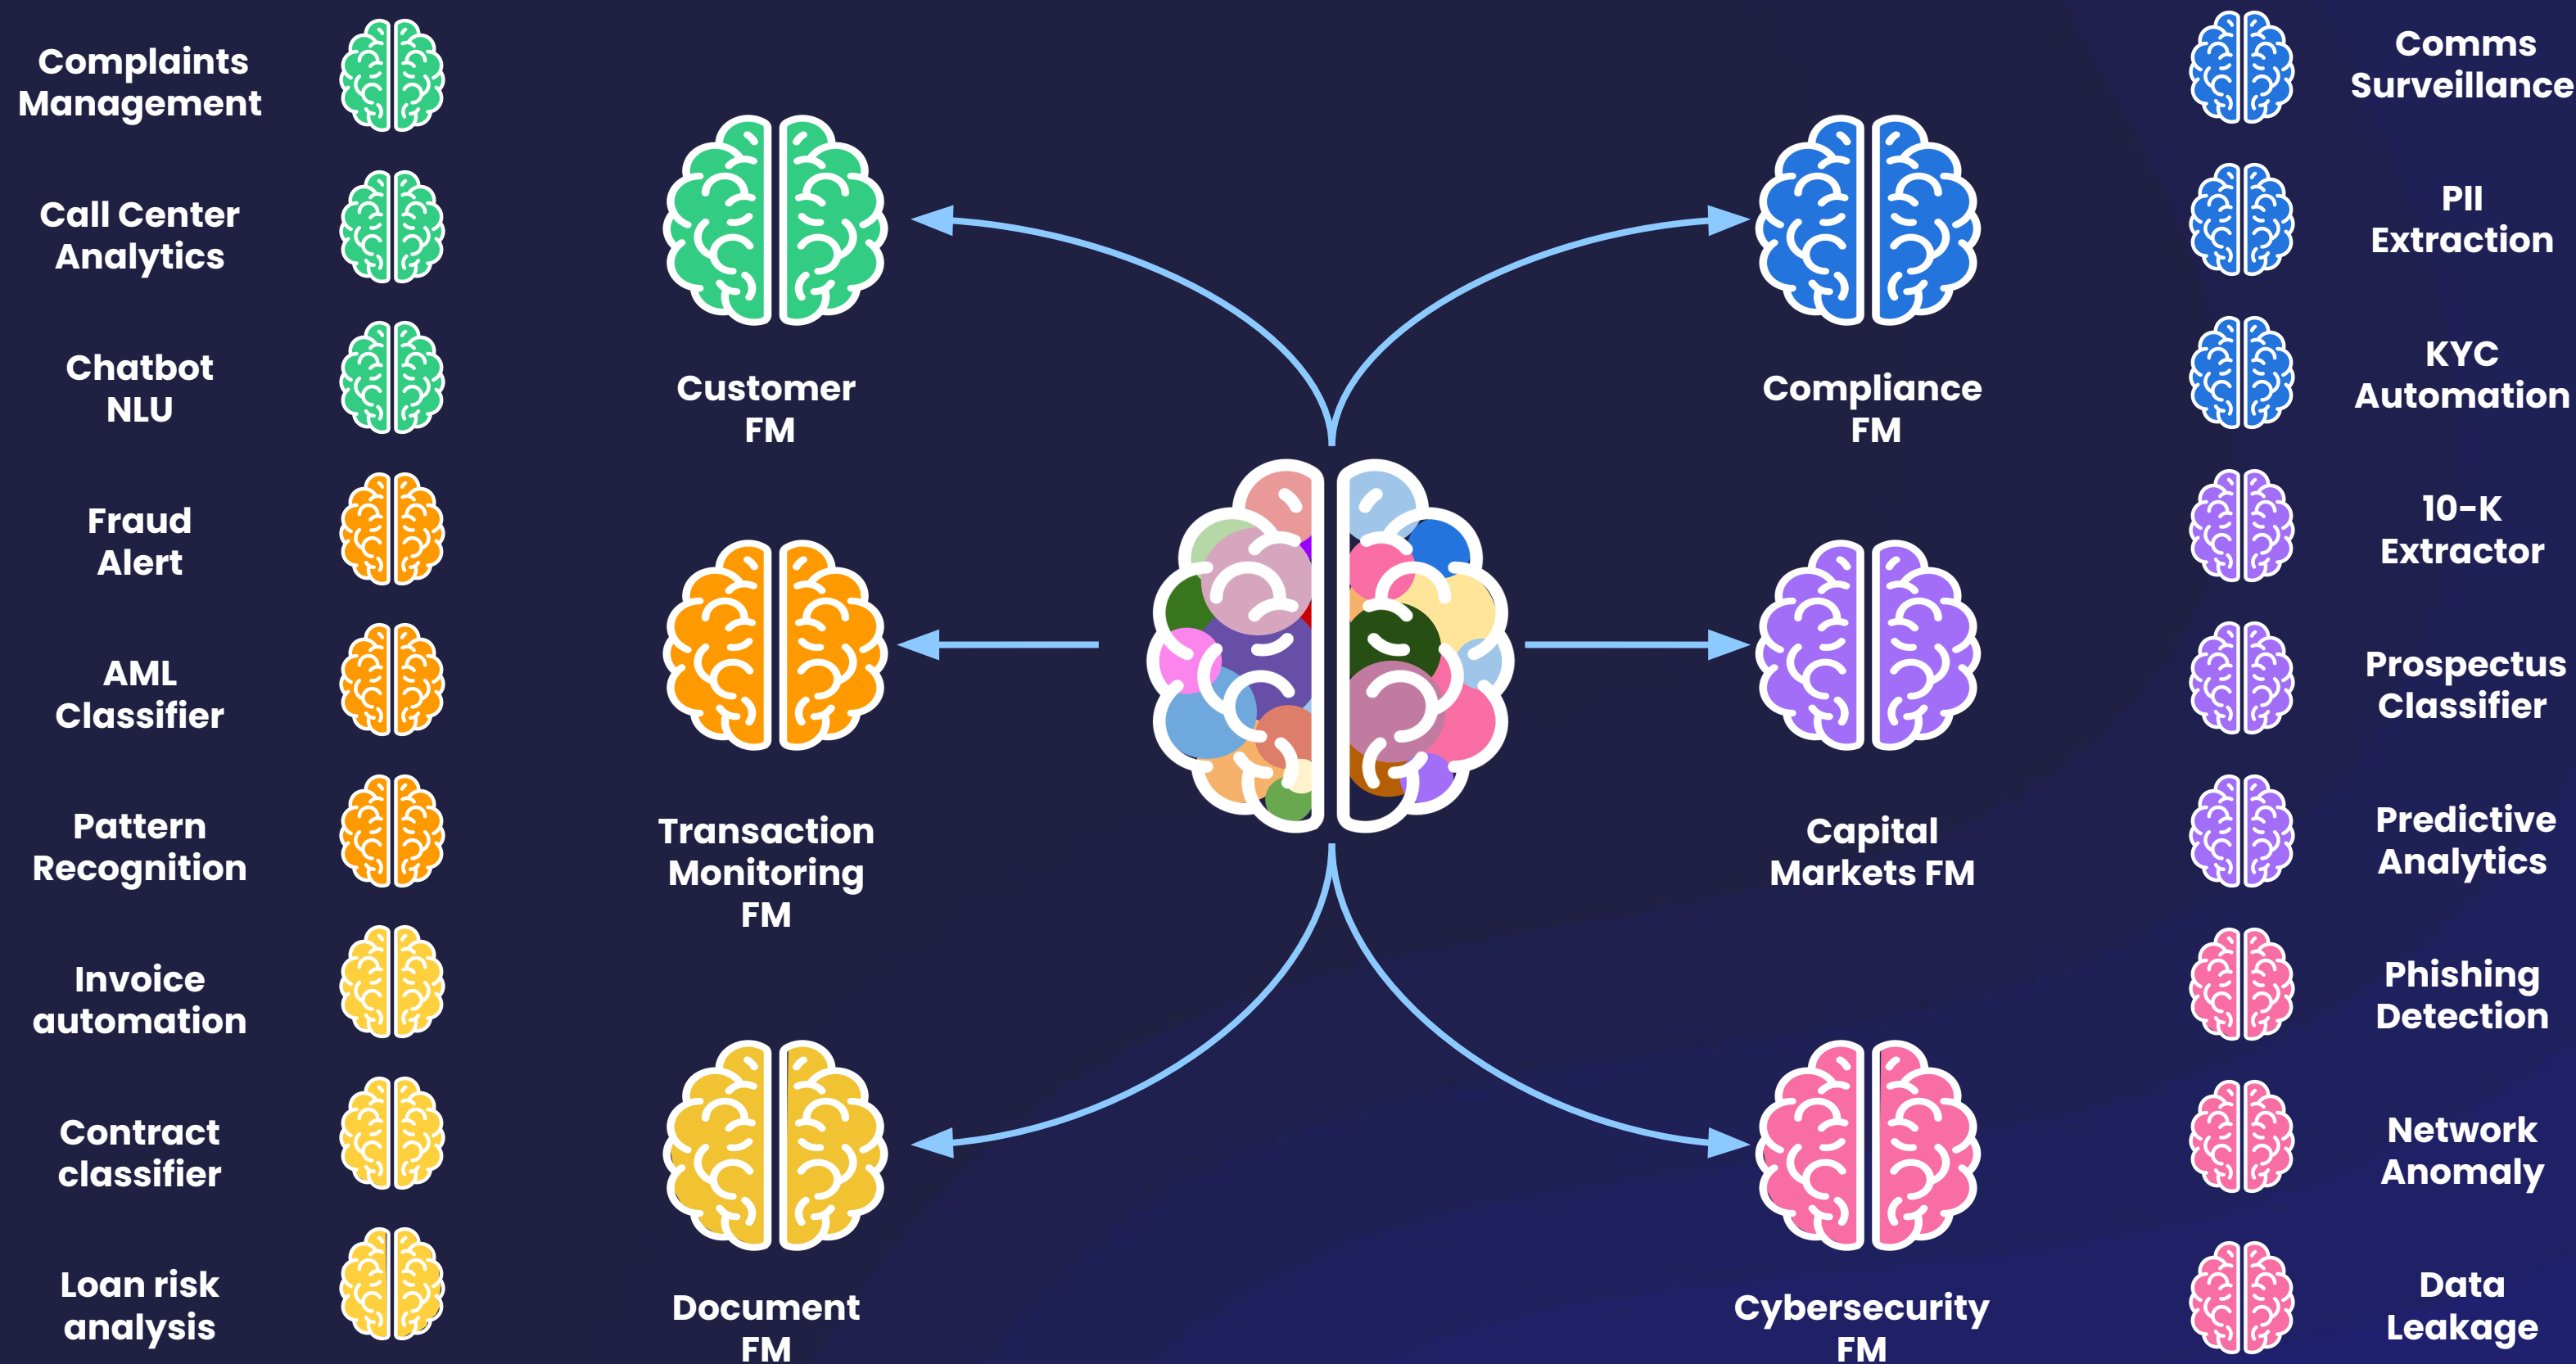 Complaints
Management
Call Center
Analytics
Chatbot
NLU
Fraud
Alert
AML
Classifier
Pattern
Recognition
Invoice
automation
Contract
classifier
Loan risk
analysis
Customer
FM
Transaction
Monitoring
FM
Document
FM
Compliance
FM
Capital
Markets FM
Cybersecurity
FM
Comms
Surveillance
PII
Extraction
KYC
Automation
10-K
Extractor
Prospectus
Classifier
Predictive
Analytics
Phishing
Detection
Network
Anomaly
Data
Leakage